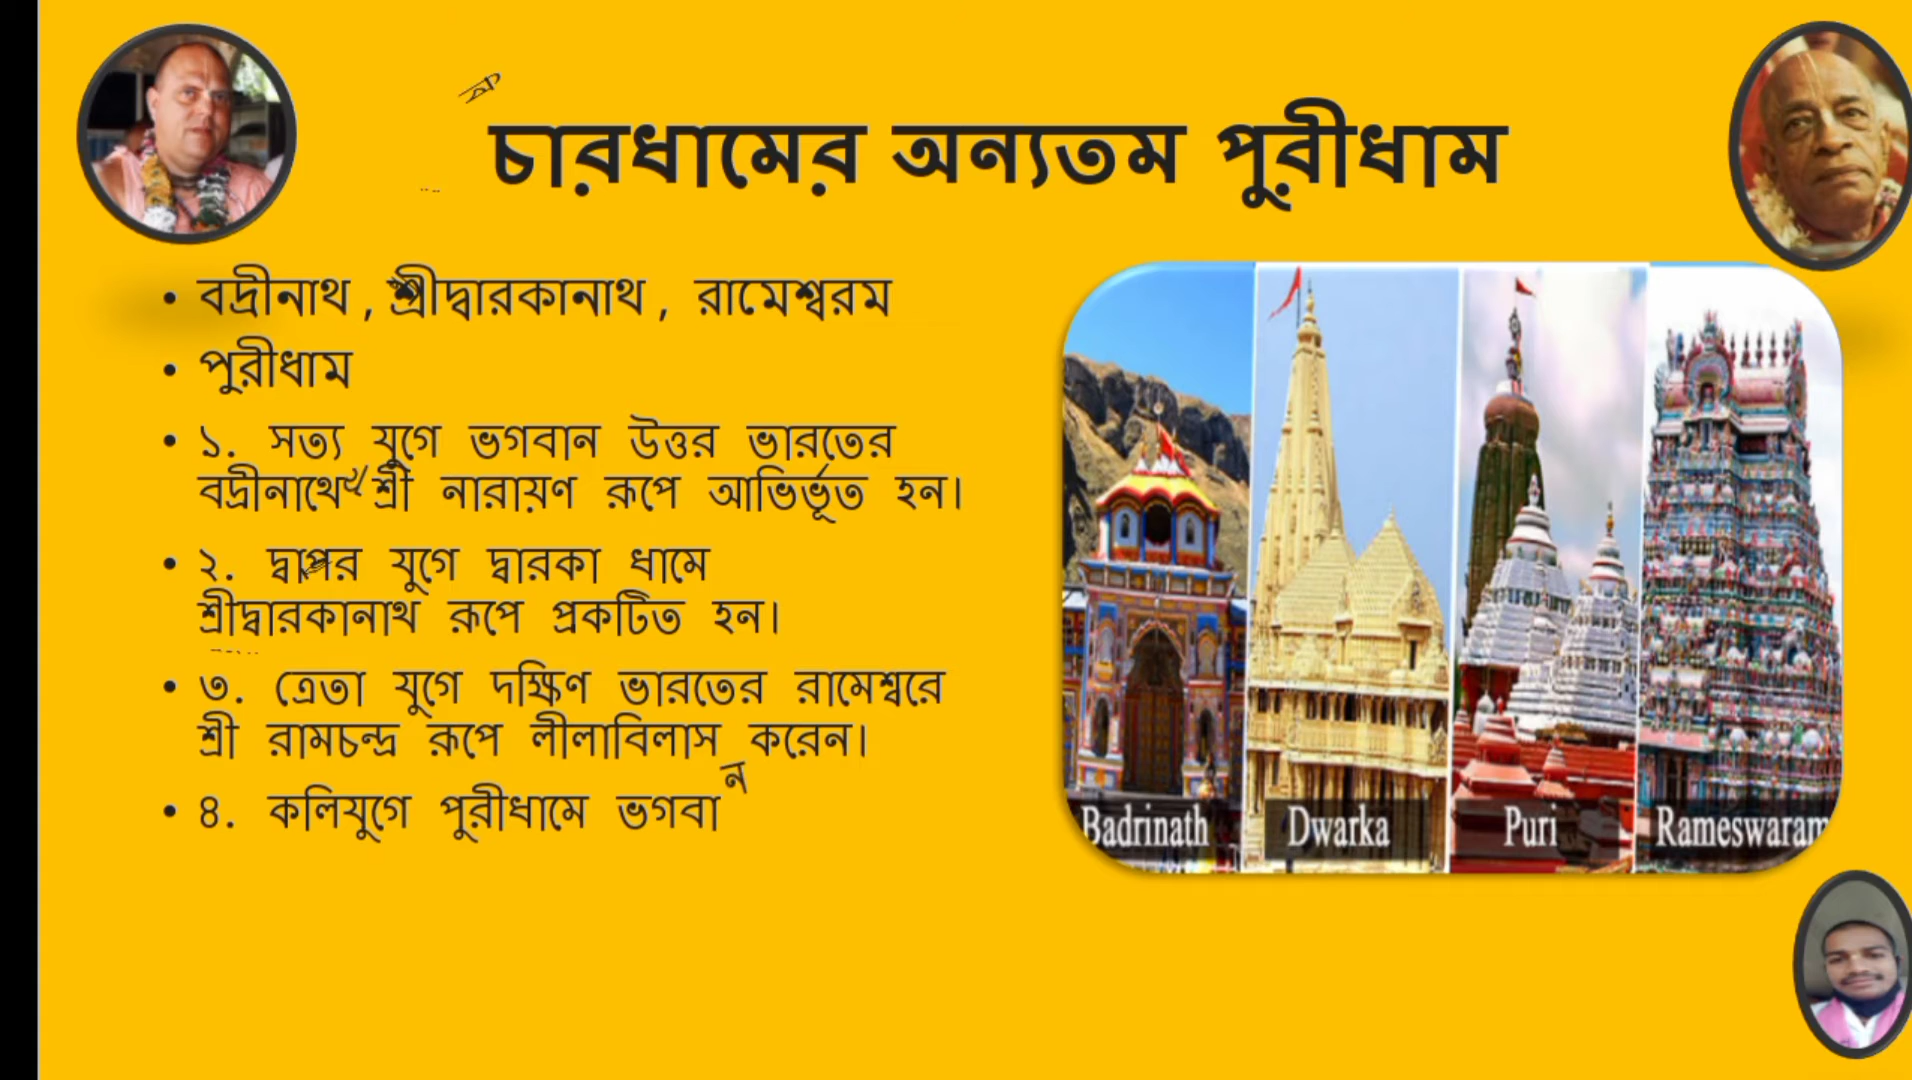 চারধামের অন্যতম পুরীধাম
• বদ্রীনাথ , শ্রীদ্বারকানাথ , রামেশ্বরম
• পুরীধাম
• ১. সত্য যুগে ভগবান উত্তর ভারতের
বদ্রীনাথে শ্রী নারায়ণ রূপে আভির্ভূত হন।
• ২. দ্বাপর যুগে দ্বারকা ধামে
শ্রীদ্বারকানাথ রূপে প্রকটিত হন।
• ৩. ত্রেতা যুগে দক্ষিণ ভারতের রামেশ্বরে
শ্রী রামচন্দ্র রূপে লীলাবিলাস করেন।
• ৪. কলিযুগে পুরীধামে ভগবান
Badrinath Dwarka Puri Rameswaram